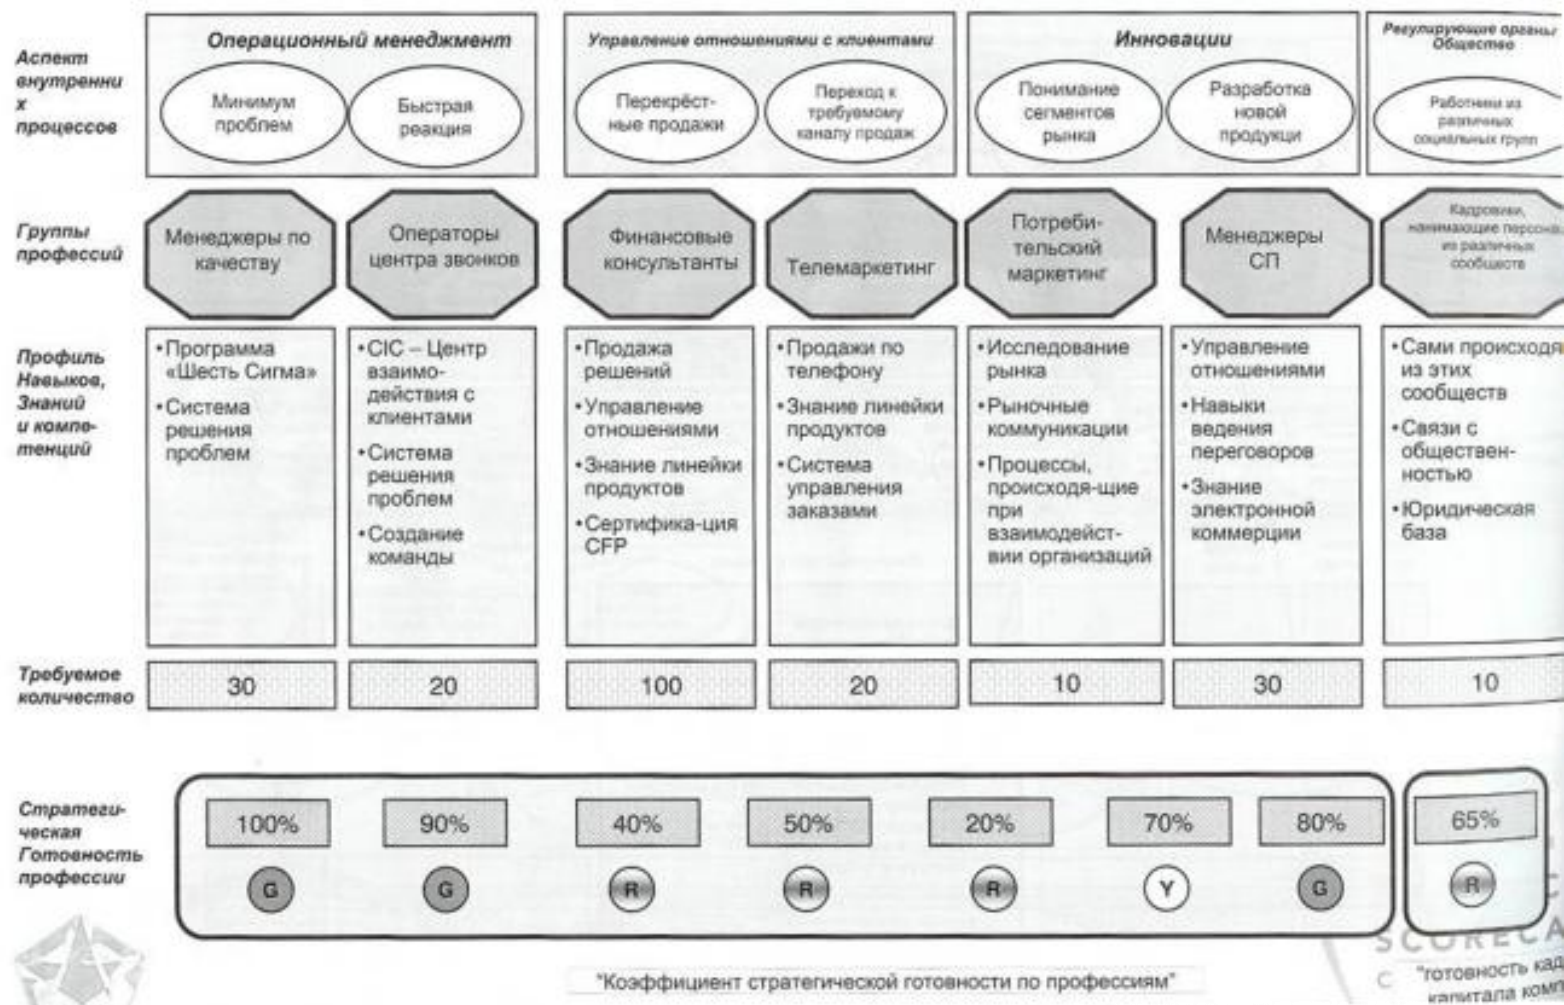 Аспект
внутренни
х
процессов
Операционный менеджмент
Минимум
проблем
Быстрая
реакция
Управление отношениями с клиентами
Перекрёст-
ные продажи
Переход к
требуемому
каналу продаж
Инновации
Понимание
сегментов
рынка
Разработка
новой
продукци
Регулирующие органы
Общество
Работники из
различных
социальных групп
Группы
профессий
Менеджеры по
качеству
Операторы
центра звонков
Финансовые
консультанты
Телемаркетинг
Потреби-
тельский
маркетинг
Менеджеры
СП
Кадровики,
нанимающие персона
из различных
сообществ
Профиль
Навыков,
Знаний
и компе-
тенций
•Программа
«Шесть Сигма»
•Система
решения
проблем
•CIC – Центр
взаимо-
действия с
клиентами
•Система
решения
проблем
•Создание
команды
•Продажа
решений
•Управление
отношениями
•Знание линейки
продуктов
•Сертифика-ция
CFP
•Продажи по
телефону
•Знание линейки
продуктов
•Система
управления
заказами
•Исследование
рынка
•Рыночные
коммуникации
•Процессы,
происходя-щие
при
взаимодейст-
вии организаций
•Управление
отношениями
•Навыки
ведения
переговоров
•Знание
электронной
коммерции
•Сами происходя
из этих
сообществ
•Связи с
обществен-
ностью
•Юридическая
база
Требуемое
количество
30
20
100
20
10
30
10
Стратеги-
ческая
Готовность
профессии
100%
90%
40%
50%
20%
70%
80%
65%
G
G
R
R
R
Y
G
R
SCORECA
C
"Коэффициент стратегической готовности по профессиям"
"готовность кад
капитала комп